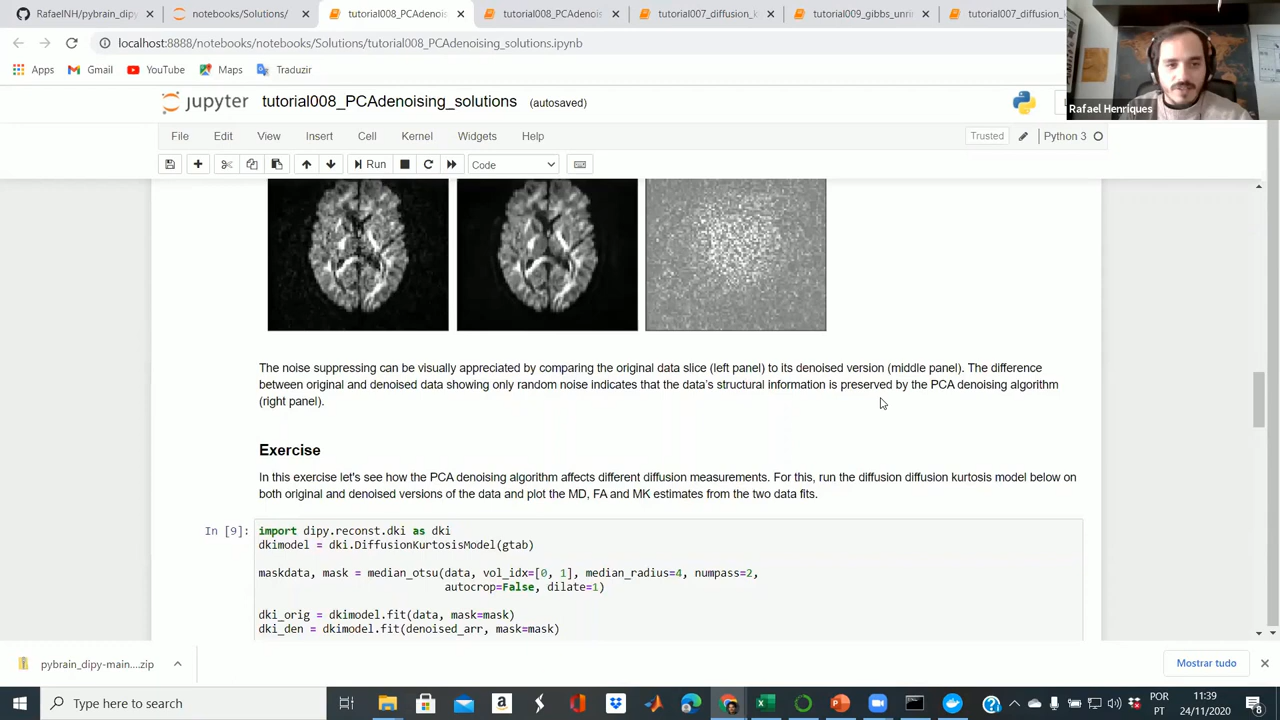 RafaelNH/pybrain_dipy
notebooks/Solutions/
tutorial008_PCAdenois
tutorial008_PCAdenois
tutorial007_diffusion_k
tutorial009_gibbs_unri
tutorial007_diffusion_
localhost:8888/notebooks/notebooks/Solutions/tutorial008_PCAdenoising_solutions.ipynb
Apps
Gmail
YouTube
Maps
Traduzir
Rafael Henriques
jupyter
tutorial008_PCAdenoising_solutions
(autosaved)
File
Edit
View
Insert
Cell
Kernel
Widgets
Help
Trusted
Python 3
Run
Code
The noise suppressing can be visually appreciated by comparing the original data slice (left panel) to its denoised version (middle panel). The difference
between original and denoised data showing only random noise indicates that the data's structural information is preserved by the PCA denoising algorithm
(right panel).
Exercise
In this exercise let's see how the PCA denoising algorithm affects different diffusion measurements. For this, run the diffusion diffusion kurtosis model below on
both original and denoised versions of the data and plot the MD, FA and MK estimates from the two data fits.
In [9]:
import dipy.reconst.dki as dki
dkimodel = dki.DiffusionKurtosisModel(gtab)
maskdata, mask = median_otsu(data, vol_idx=[0, 1], median_radius=4, numpass=2,
autocrop=False, dilate=1)
dki_orig = dkimodel.fit(data, mask=mask)
dki_den = dkimodel.fit(denoised_arr, mask=mask)
pybrain_dipy-main....zip
Mostrar tudo
Type here to search
POR
PT
11:39
24/11/2020
8